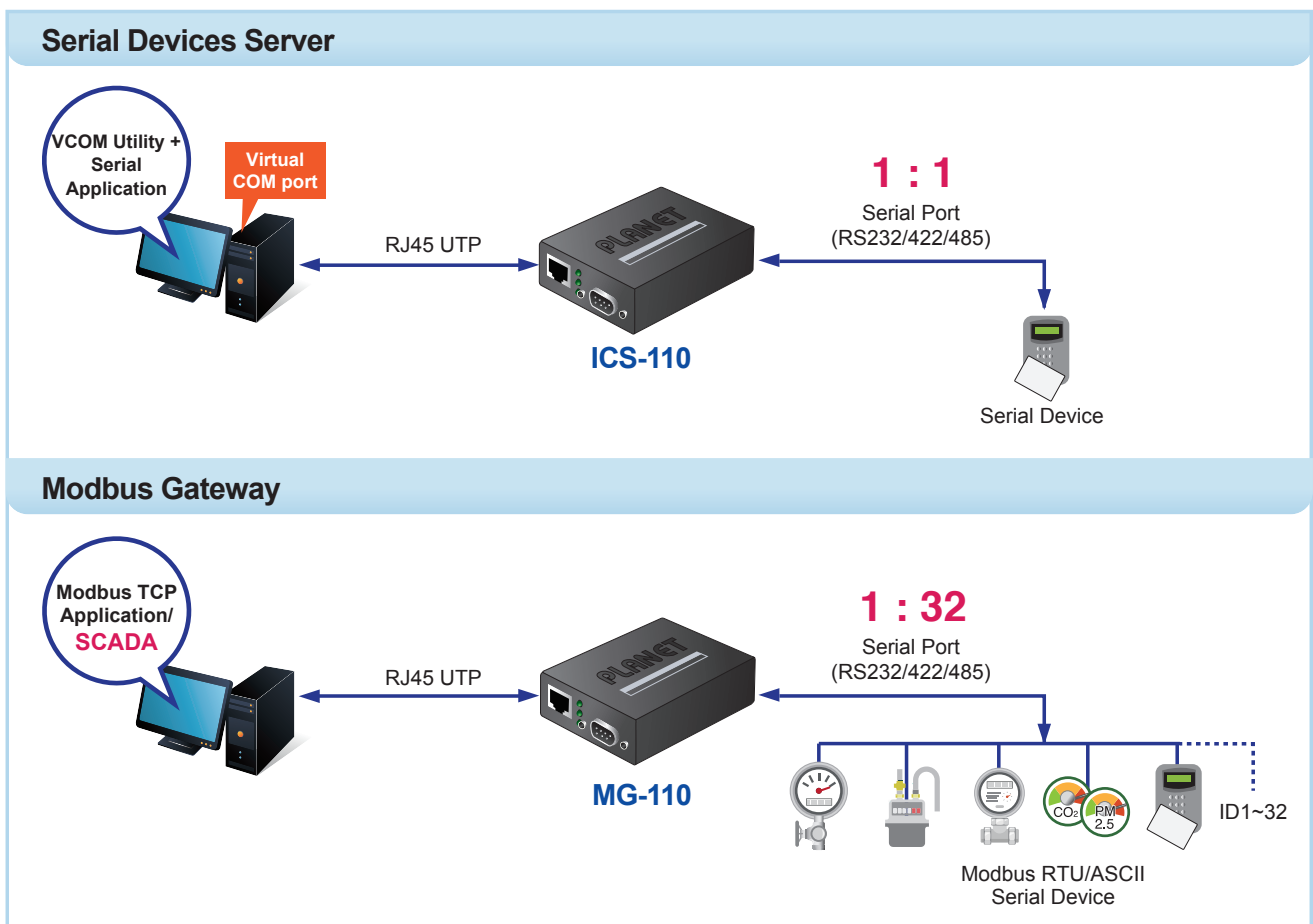 Serial Devices Server
VCOM Utility +
Serial
Application
Virtual
COM port
RJ45 UTP
PLANET
ICS-110
1 : 1
Serial Port
(RS232/422/485)
Serial Device
Modbus Gateway
Modbus TCP
Application/
SCADA
RJ45 UTP
PLANET
MG-110
1 : 32
Serial Port
(RS232/422/485)
CO₂
PM
2.5
ID1~32
Modbus RTU/ASCII
Serial Device